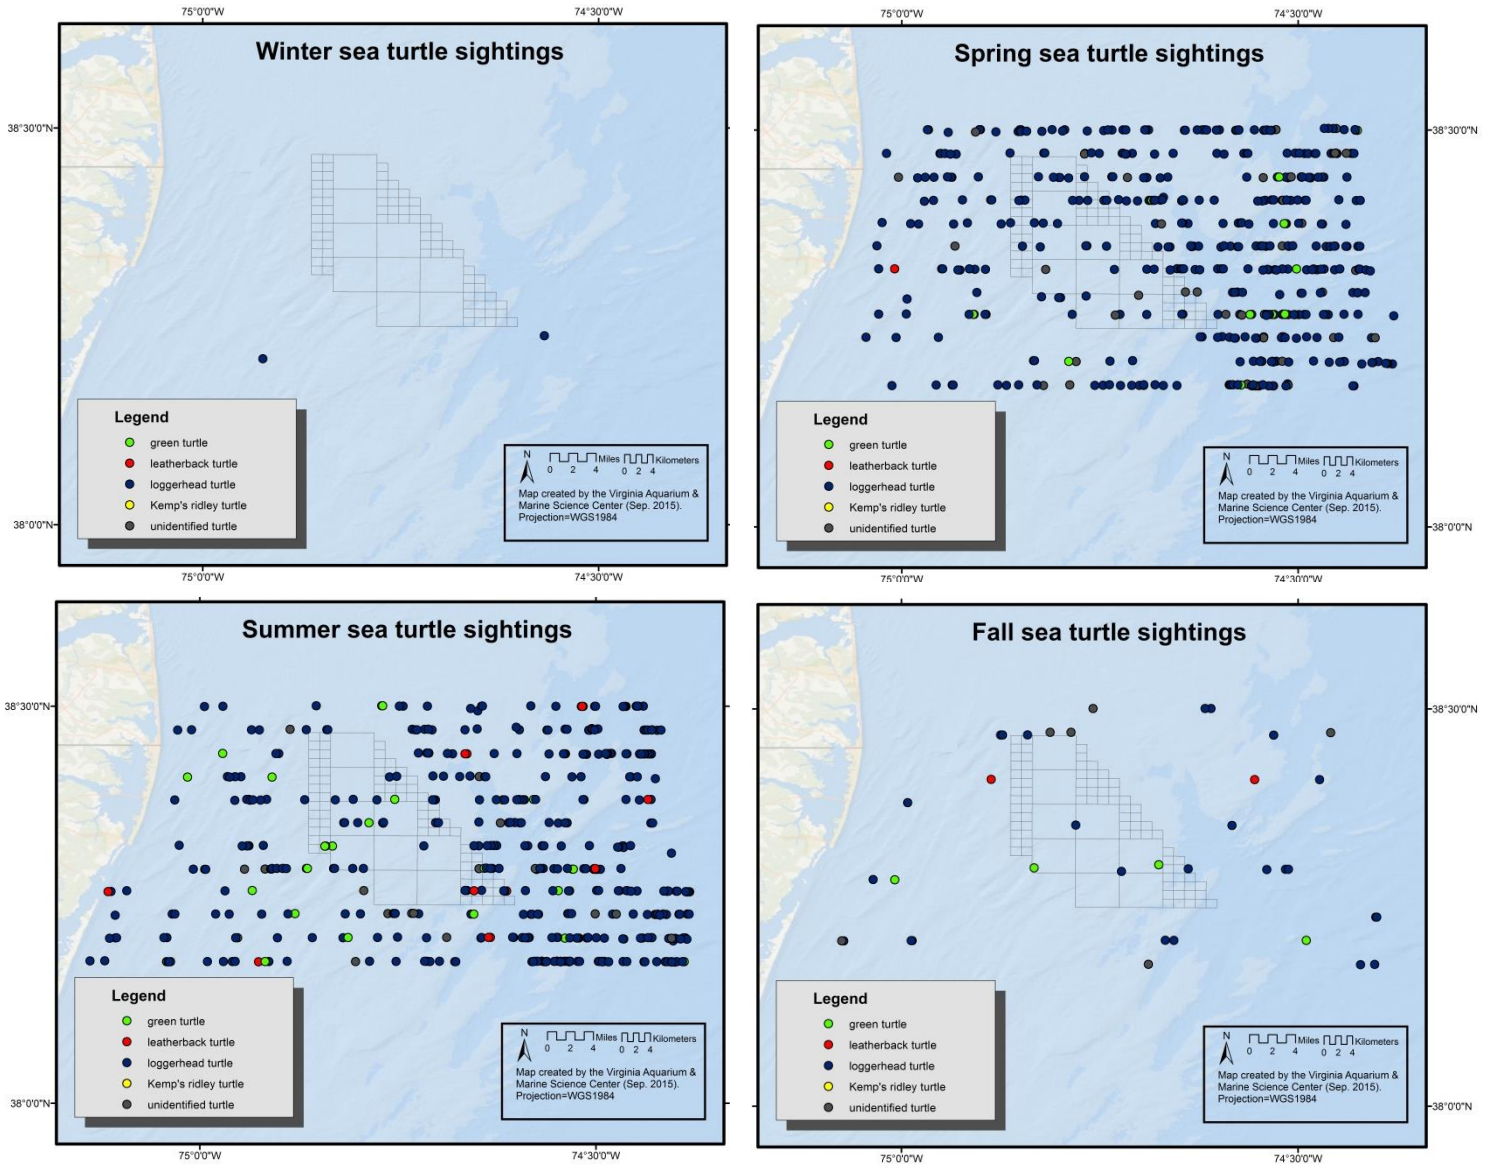 75°0'0"W 74°30'0"W
Winter sea turtle sightings
38°30'0"N
Legend
green turtle
leatherback turtle
loggerhead turtle
Kemp's ridley turtle
unidentified turtle
N
Miles Kilometers
0 2 4 0 2 4
Map created by the Virginia Aquarium &
Marine Science Center (Sep. 2015).
Projection=WGS1984
38°0'0"N
75°0'0"W 74°30'0"W
75°0'0"W 74°30'0"W
Spring sea turtle sightings
38°30'0"N
Legend
green turtle
leatherback turtle
loggerhead turtle
Kemp's ridley turtle
unidentified turtle
N
Miles Kilometers
0 2 4 0 2 4
Map created by the Virginia Aquarium &
Marine Science Center (Sep. 2015).
Projection=WGS1984
38°0'0"N
75°0'0"W 74°30'0"W
Summer sea turtle sightings
38°30'0"N
Legend
green turtle
leatherback turtle
loggerhead turtle
Kemp's ridley turtle
unidentified turtle
N
Miles Kilometers
0 2 4 0 2 4
Map created by the Virginia Aquarium &
Marine Science Center (Sep. 2015).
Projection=WGS1984
38°0'0"N
75°0'0"W 74°30'0"W
Fall sea turtle sightings
38°30'0"N
Legend
green turtle
leatherback turtle
loggerhead turtle
Kemp's ridley turtle
unidentified turtle
N
Miles Kilometers
0 2 4 0 2 4
Map created by the Virginia Aquarium &
Marine Science Center (Sep. 2015).
Projection=WGS1984
38°0'0"N
75°0'0"W 74°30'0"W